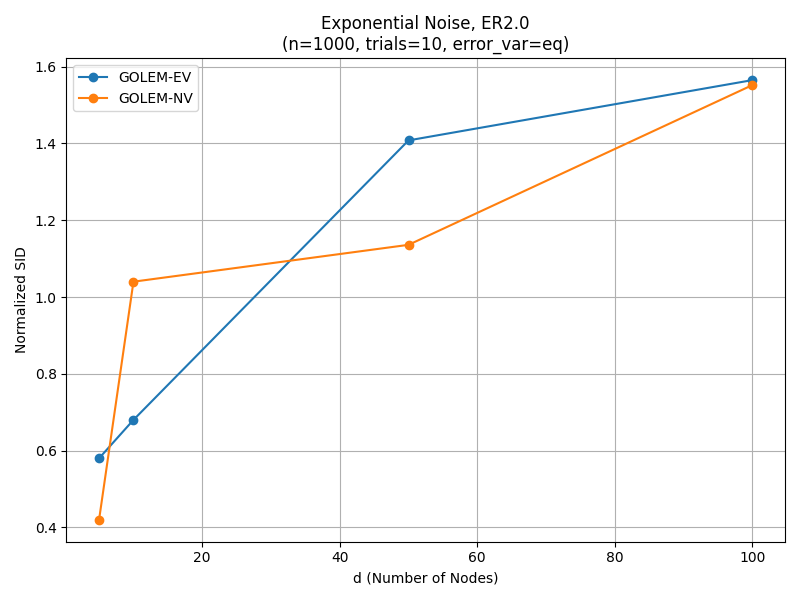 Exponential Noise, ER2.0
(n=1000, trials=10, error_var=eq)
GOLEM-EV
GOLEM-NV
Normalized SID
1.6
1.4
1.2
1.0
0.8
0.6
0.4
20 40 60 80 100
d (Number of Nodes)